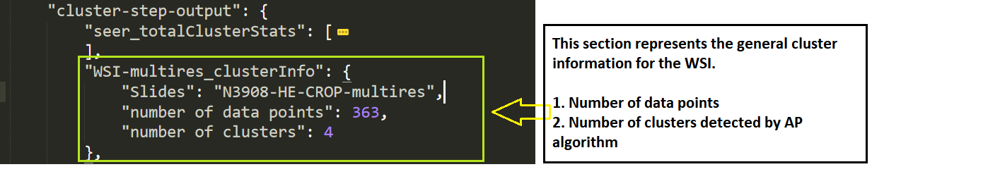 "cluster-step-output": {
"seer_totalClusterStats": [ ...
],
"WSI-multires_clusterInfo": {
"Slides": "N3908-HE-CROP-multires",
"number of data points": 363,
"number of clusters": 4
},
This section represents the general cluster
information for the WSI.
1. Number of data points
2. Number of clusters detected by AP
algorithm